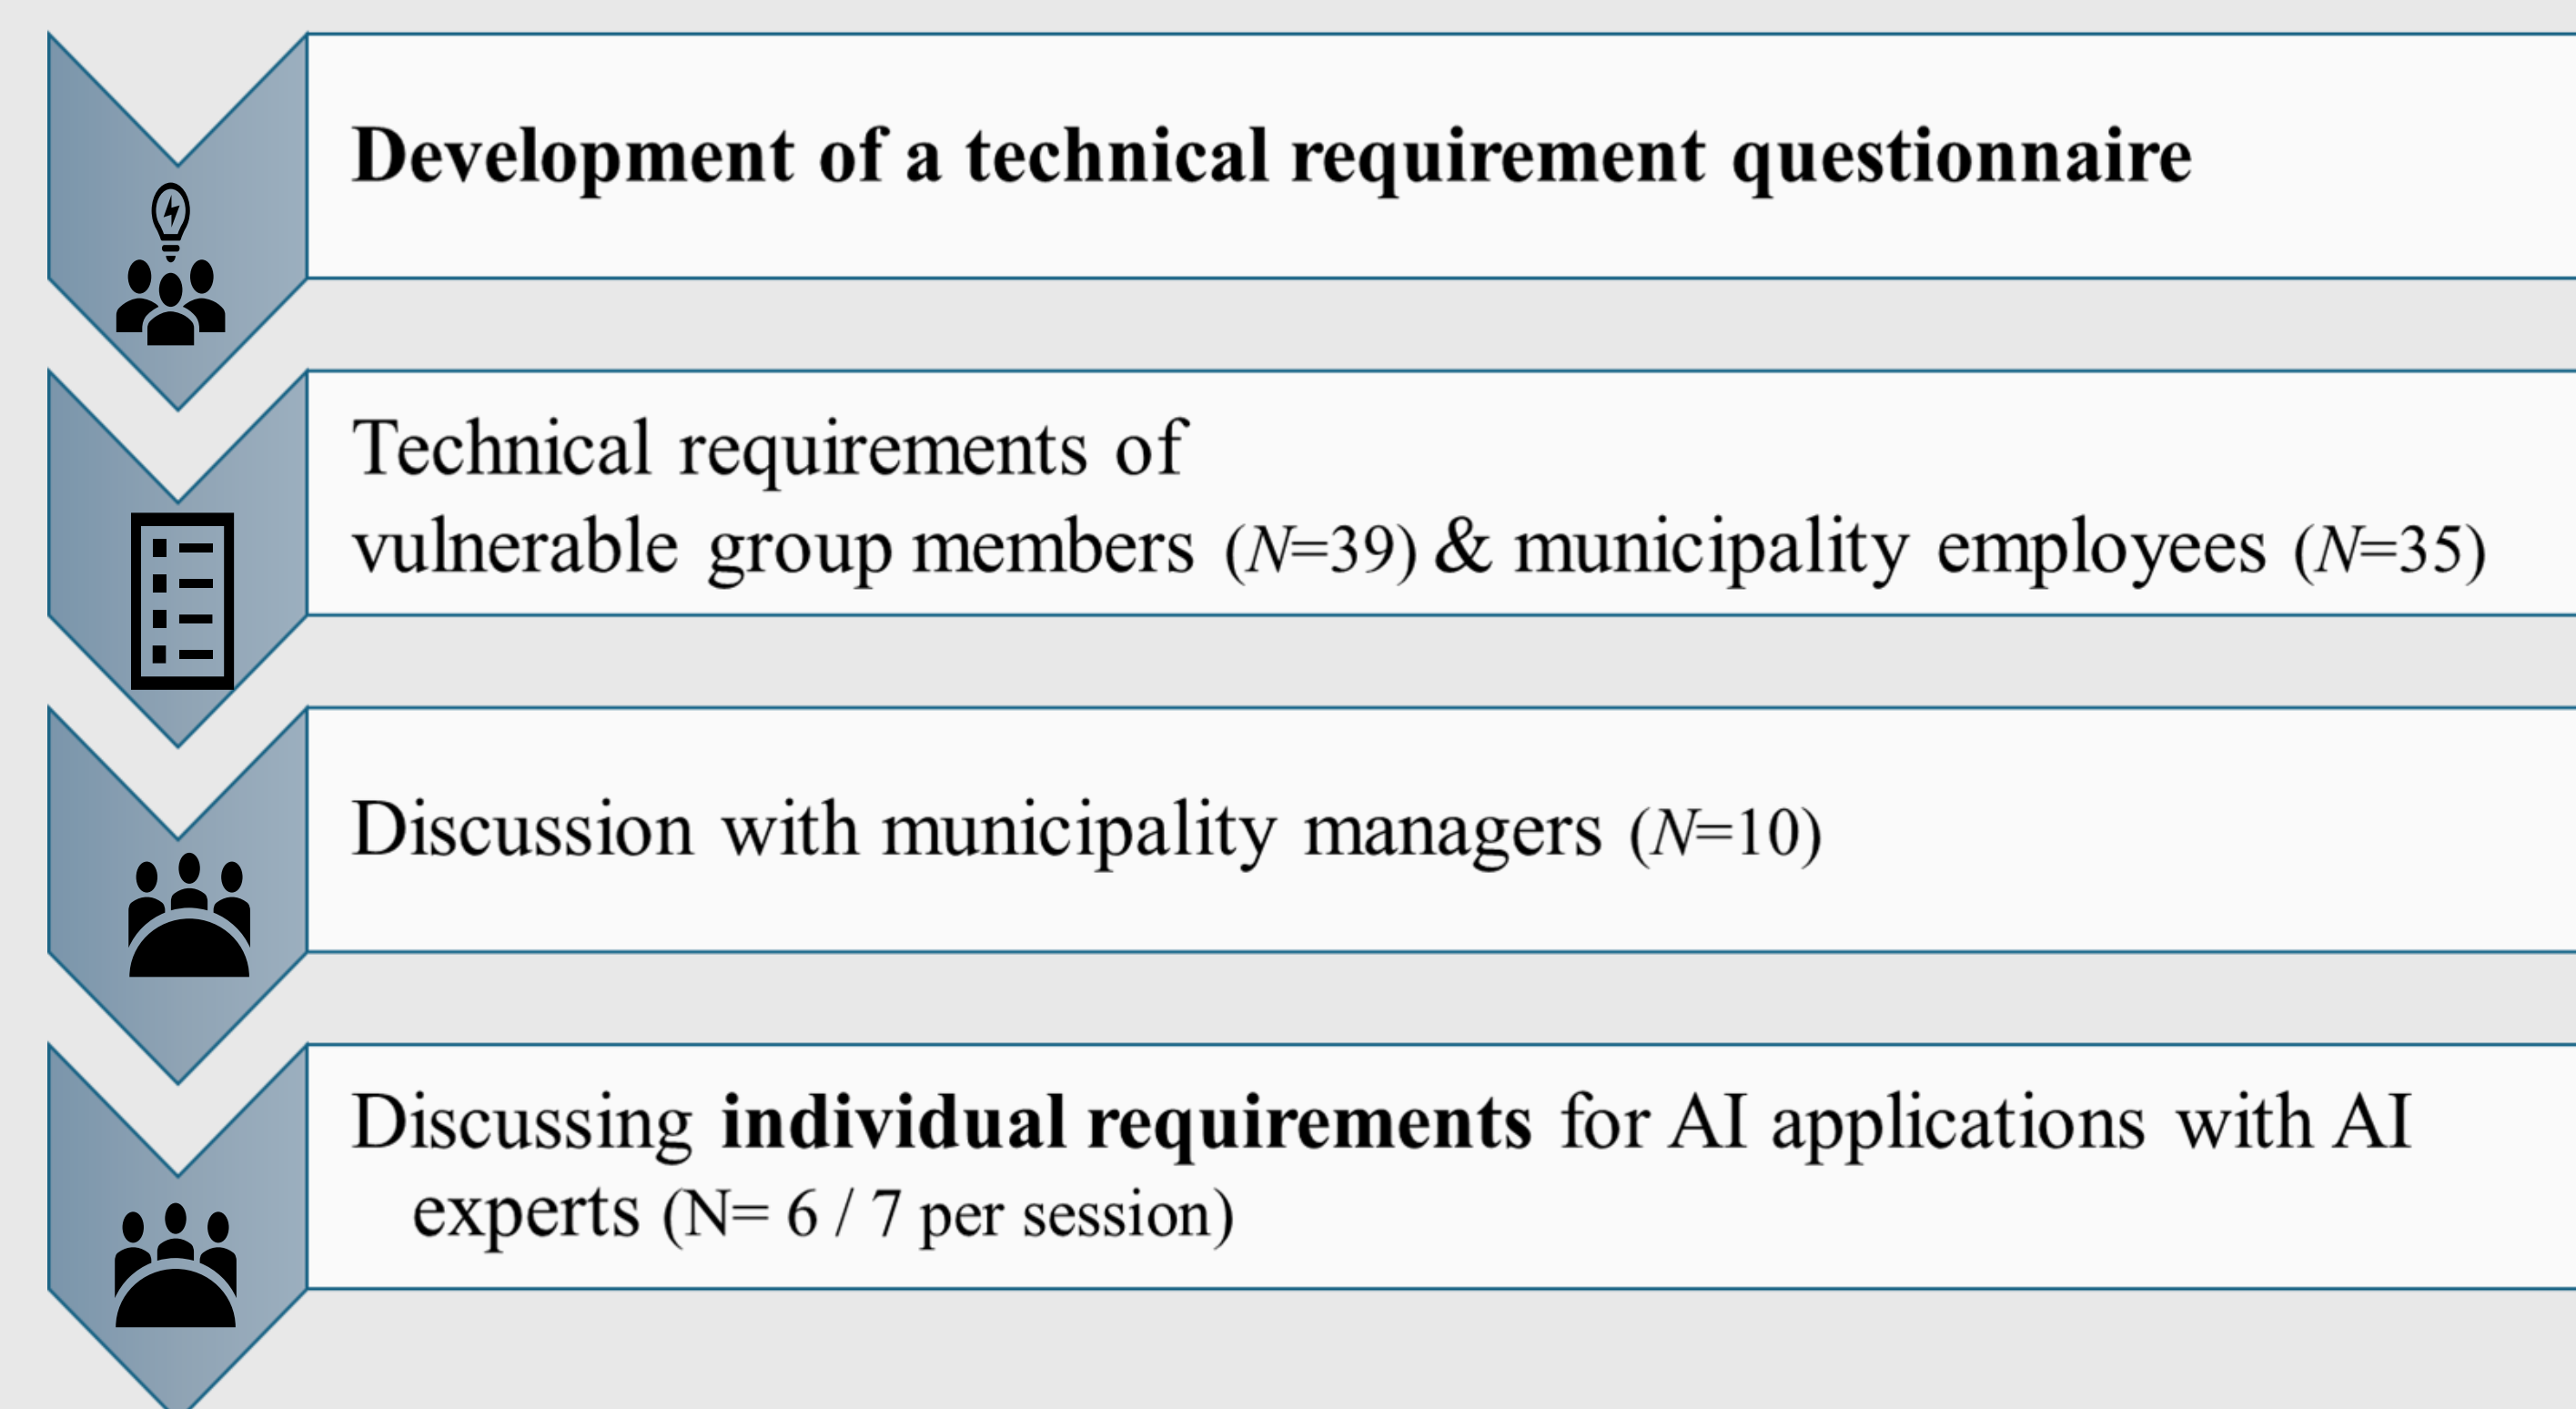 Development of a technical requirement questionnaire
Technical requirements of
vulnerable group members (N=39) & municipality employees (N=35)
Discussion with municipality managers (N=10)
Discussing individual requirements for AI applications with AI
experts (N= 6 / 7 per session)